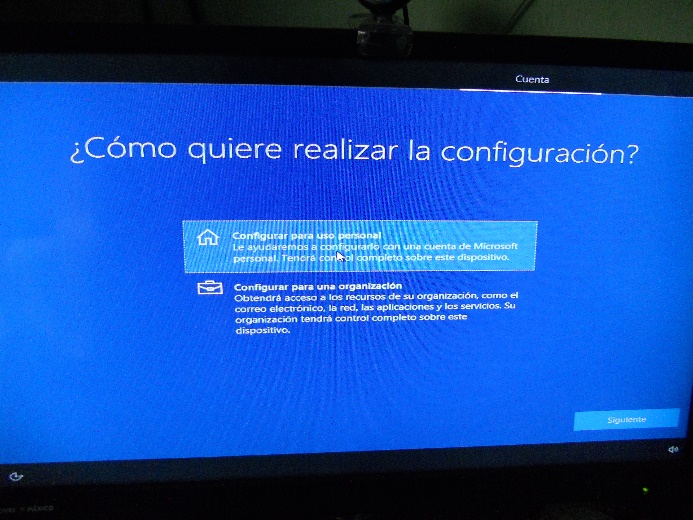 Cuenta
¿Cómo quiere realizar la configuración?
Configurar para uso personal
Le ayudaremos a configurarlo con una cuenta de Microsoft
personal. Tendrá control completo sobre este dispositivo.
Configurar para una organización
Obtendrá acceso a los recursos de su organización, como el
correo electrónico, la red, las aplicaciones y los servicios. Su
organización tendrá control completo sobre este
dispositivo.
Siguiente
MÉXICO